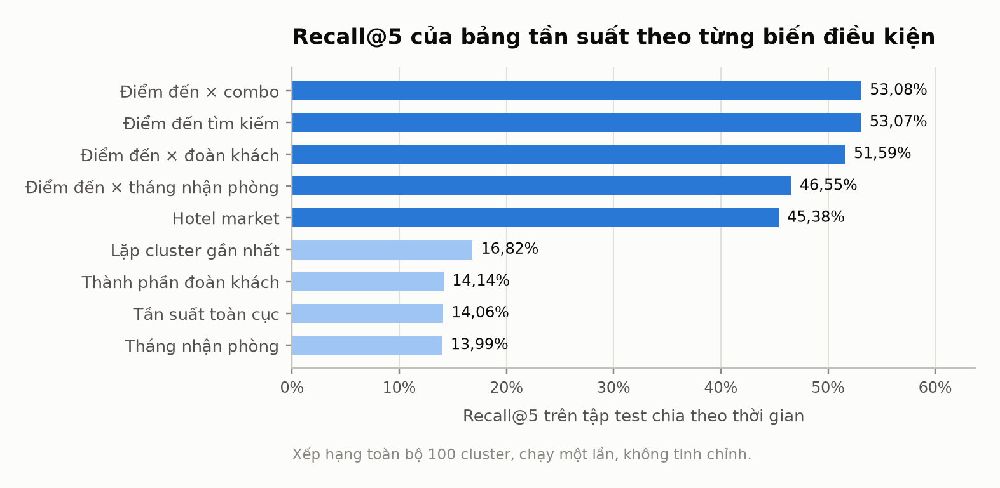 Recall@5 của bảng tần suất theo từng biến điều kiện
Điểm đến × combo 53,08%
Điểm đến tìm kiếm 53,07%
Điểm đến × đoàn khách 51,59%
Điểm đến × tháng nhận phòng 46,55%
Hotel market 45,38%
Lặp cluster gần nhất 16,82%
Thành phần đoàn khách 14,14%
Tần suất toàn cục 14,06%
Tháng nhận phòng 13,99%
0% 10% 20% 30% 40% 50% 60%
Recall@5 trên tập test chia theo thời gian
Xếp hạng toàn bộ 100 cluster, chạy một lần, không tinh chỉnh.